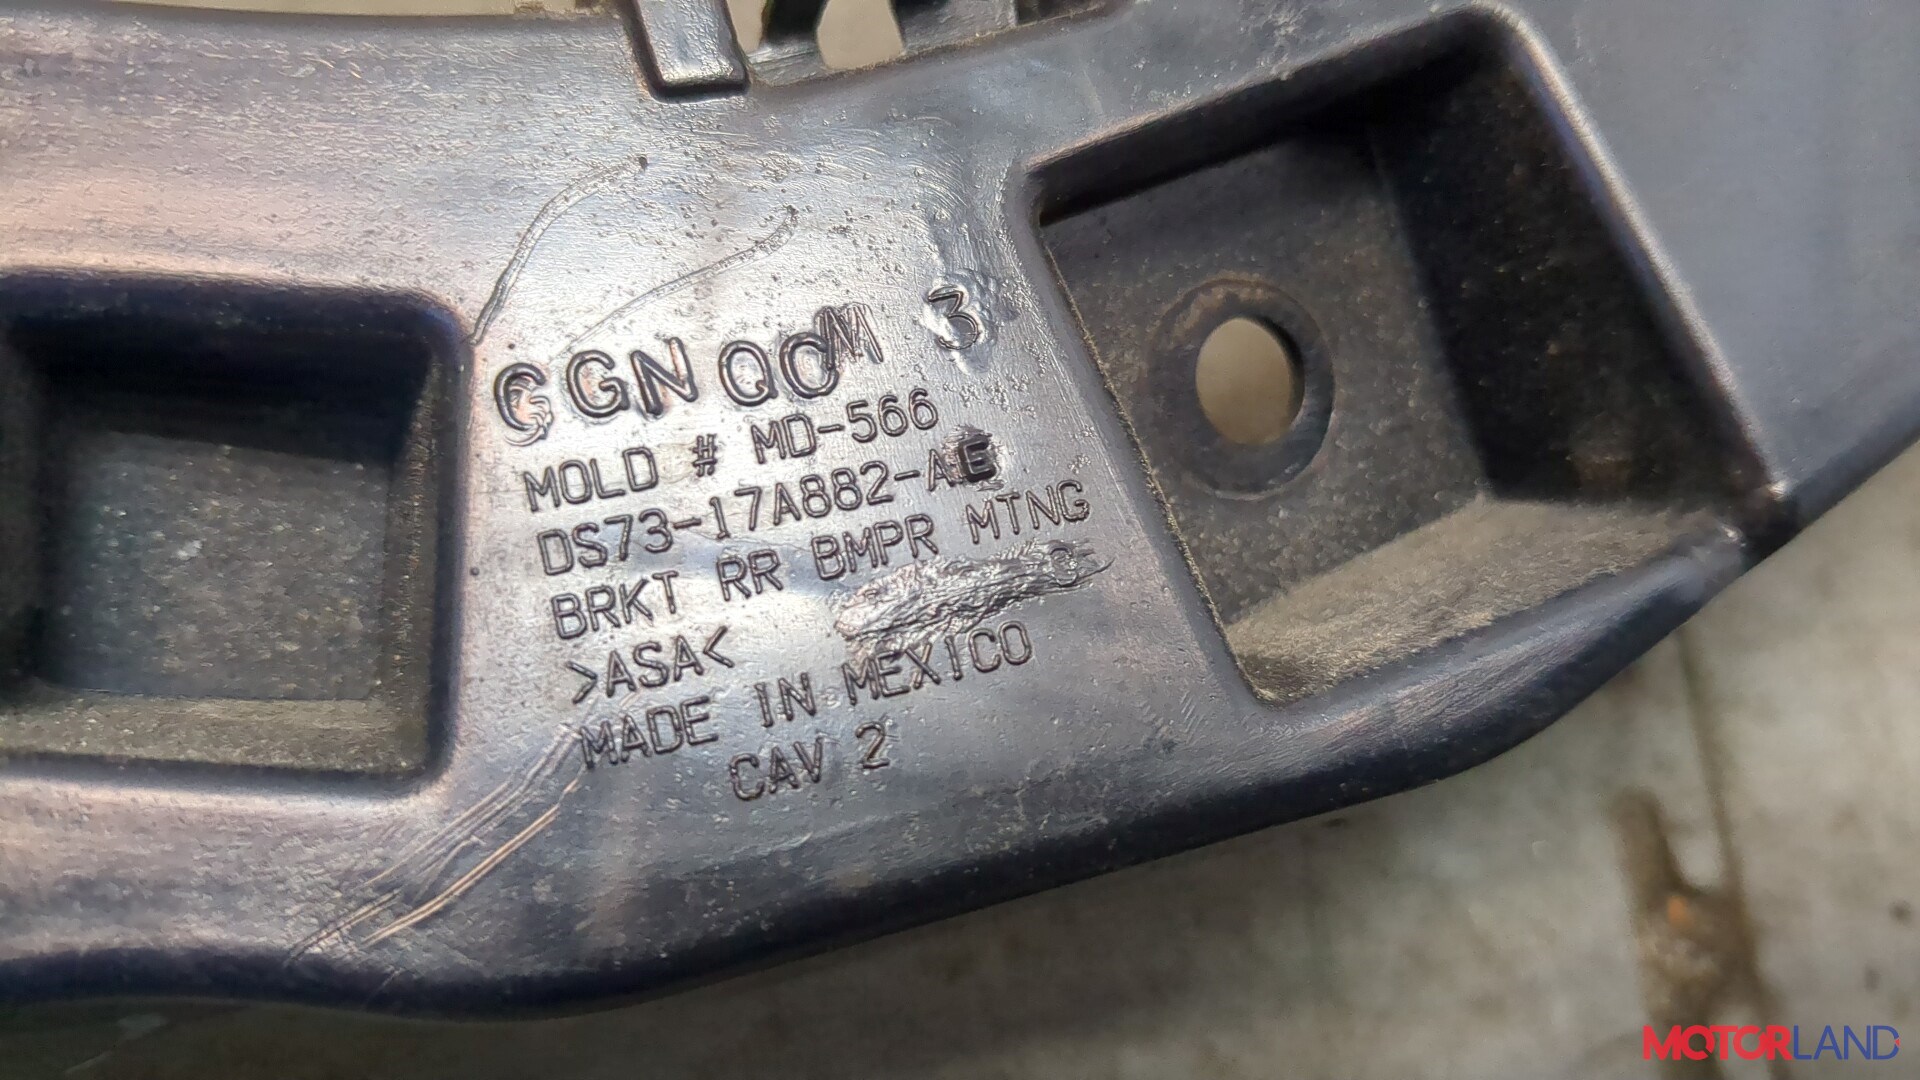 GGN QOM 3
MOLD # MD-566
DS73-17A882-AE
BRKT RR BMPR MTNG
>ASA<
MADE IN MEXICO
CAV 2
MOTORLAND